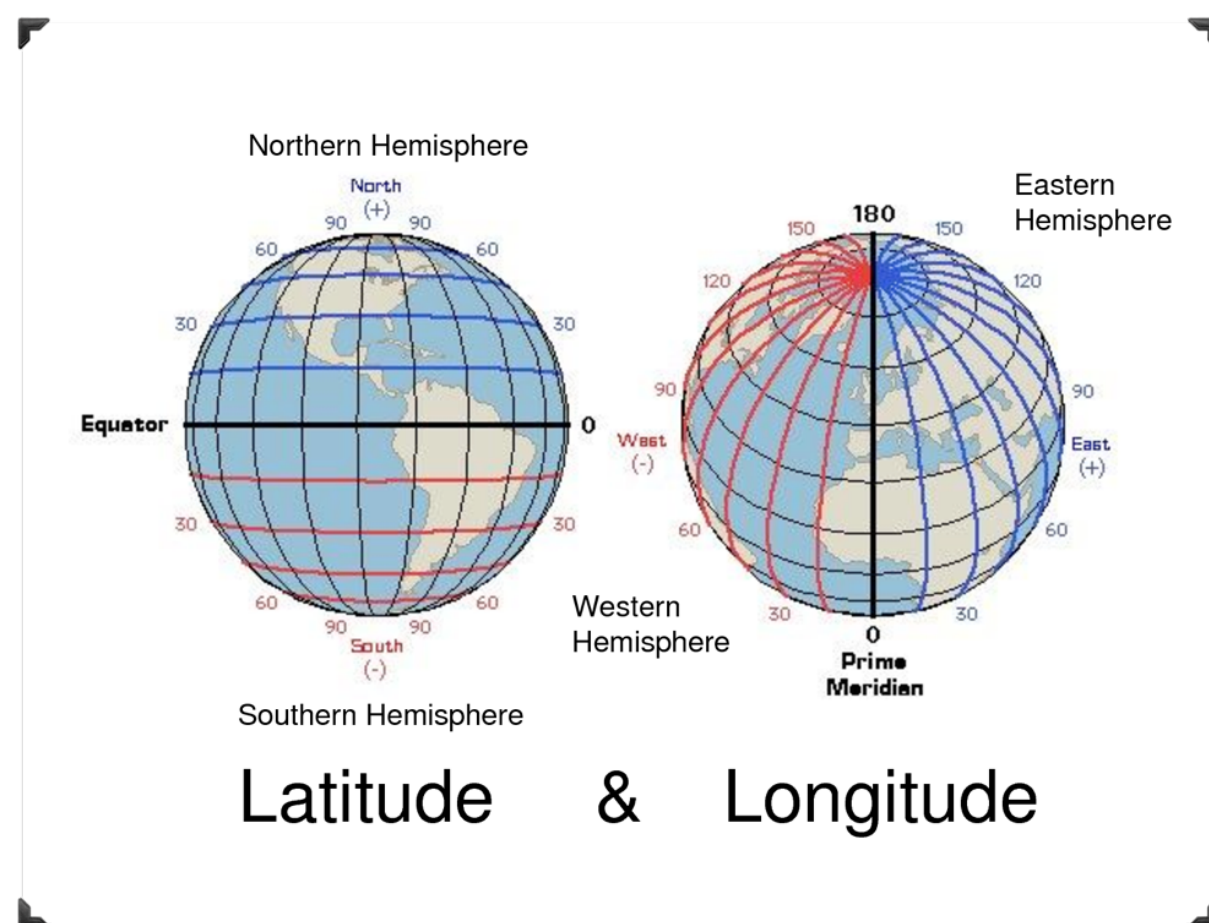 Northern Hemisphere
North
(+)
90 90
60 60
30 30
Equator 0
30 30
60 60
90 90
South
(-)
Southern Hemisphere
Eastern
Hemisphere
180
150 150
120 120
90 90
West
(-)
East
(+)
60 60
30 30
0
Prime
Meridian
Western
Hemisphere
Latitude & Longitude